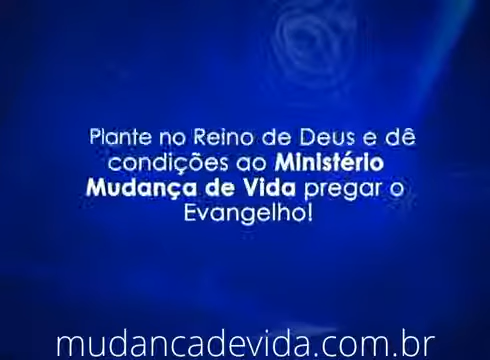 Plante no Reino de Deus e dê
condições ao Ministério
Mudança de Vida pregar o
Evangelho!
mudancadevida.com.br